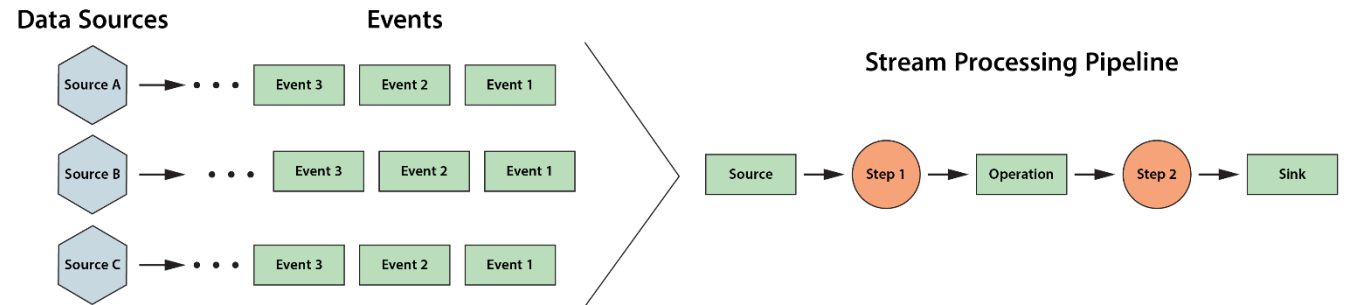 Data Sources
Events
Stream Processing Pipeline
Source A
Event 3
Event 2
Event 1
Source B
Event 3
Event 2
Event 1
Source C
Event 3
Event 2
Event 1
Source
Step 1
Operation
Step 2
Sink